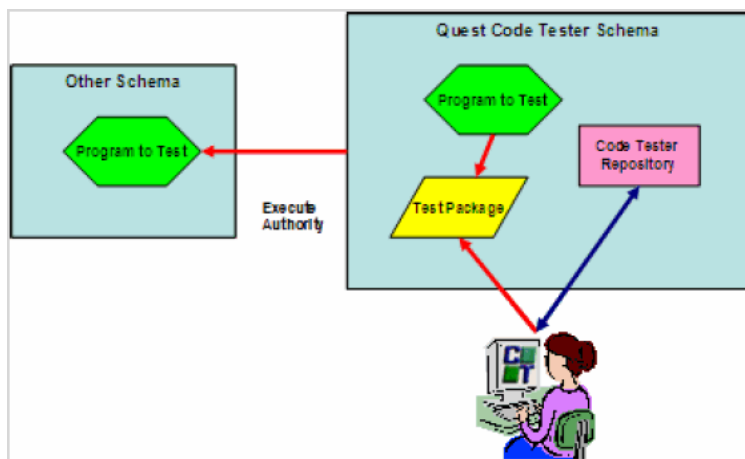 Quest Code Tester Schema
Other Schema
Program to Test
Program to Test
Code Tester
Repository
Test Package
Execute
Authority
C
T